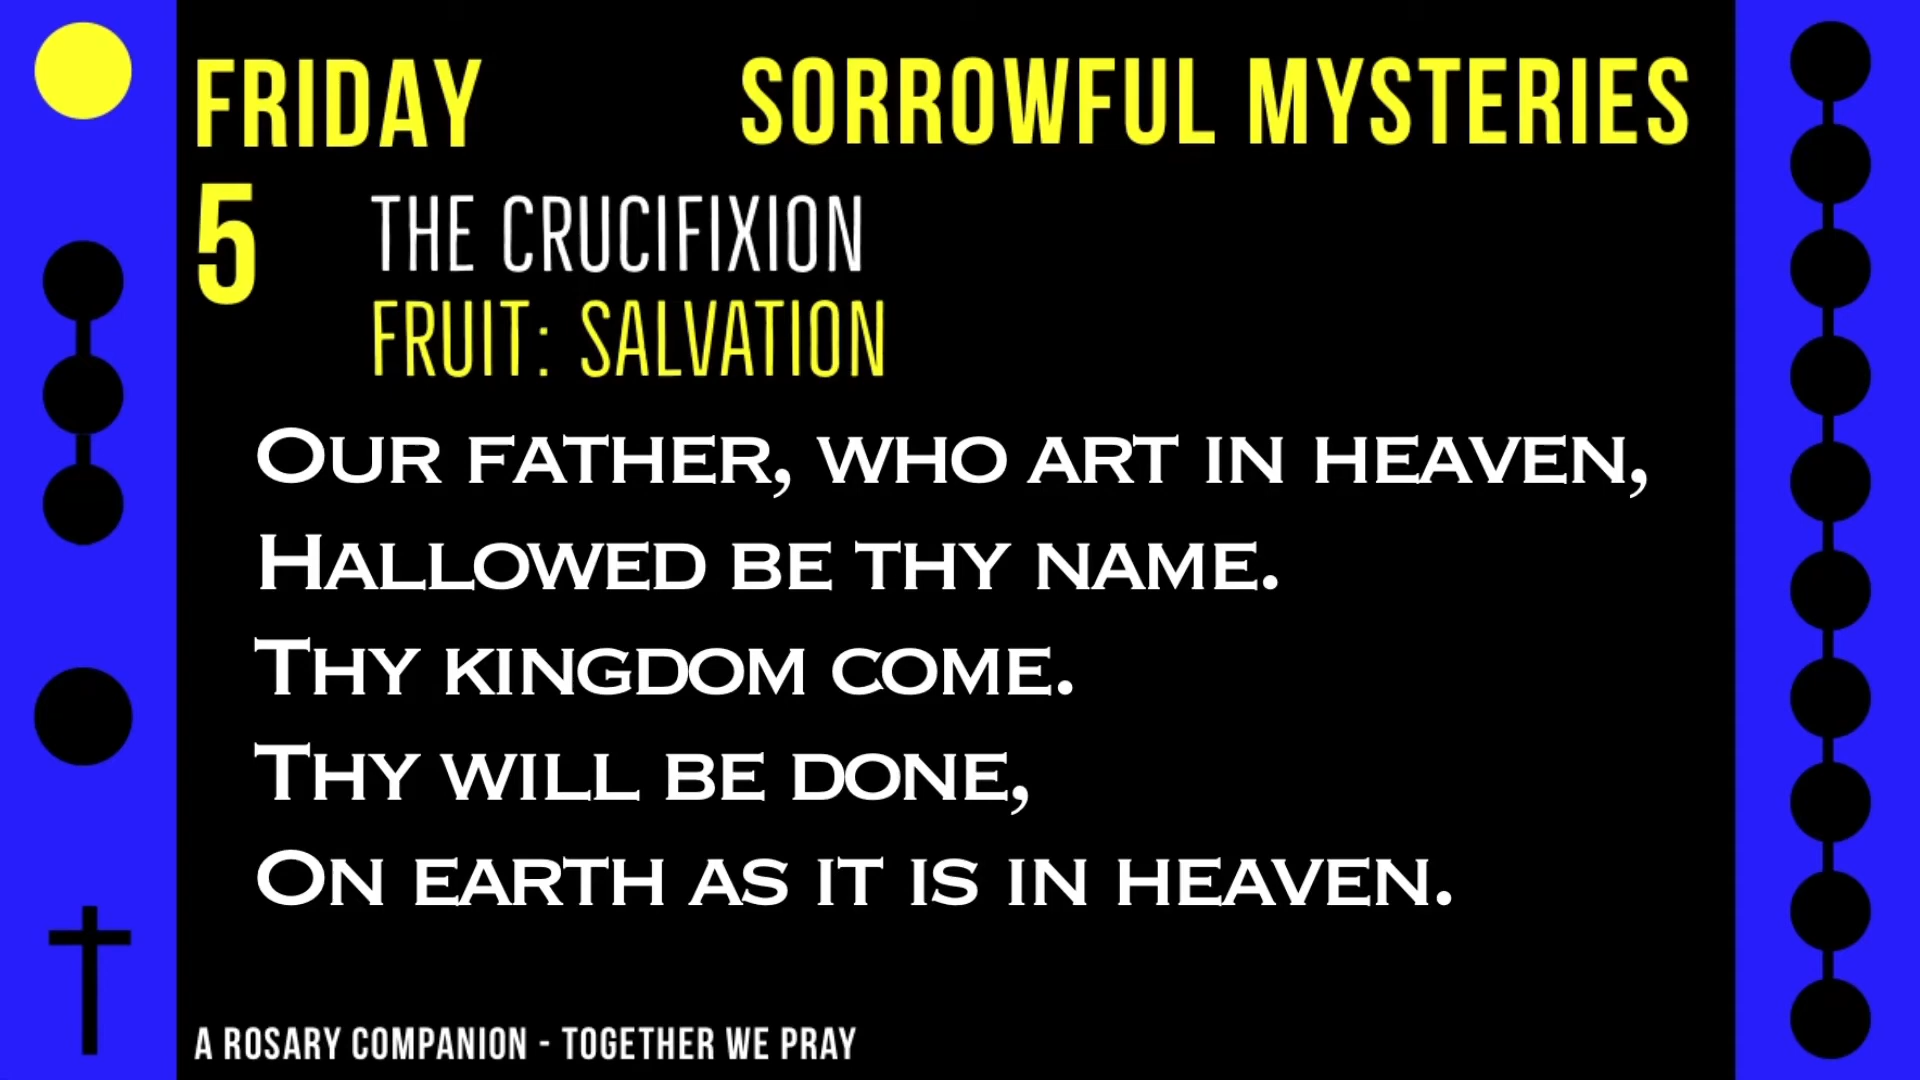 FRIDAY SORROWFUL MYSTERIES
5 THE CRUCIFIXION
FRUIT: SALVATION
OUR FATHER, WHO ART IN HEAVEN,
HALLOWED BE THY NAME.
THY KINGDOM COME.
THY WILL BE DONE,
ON EARTH AS IT IS IN HEAVEN.
A ROSARY COMPANION - TOGETHER WE PRAY